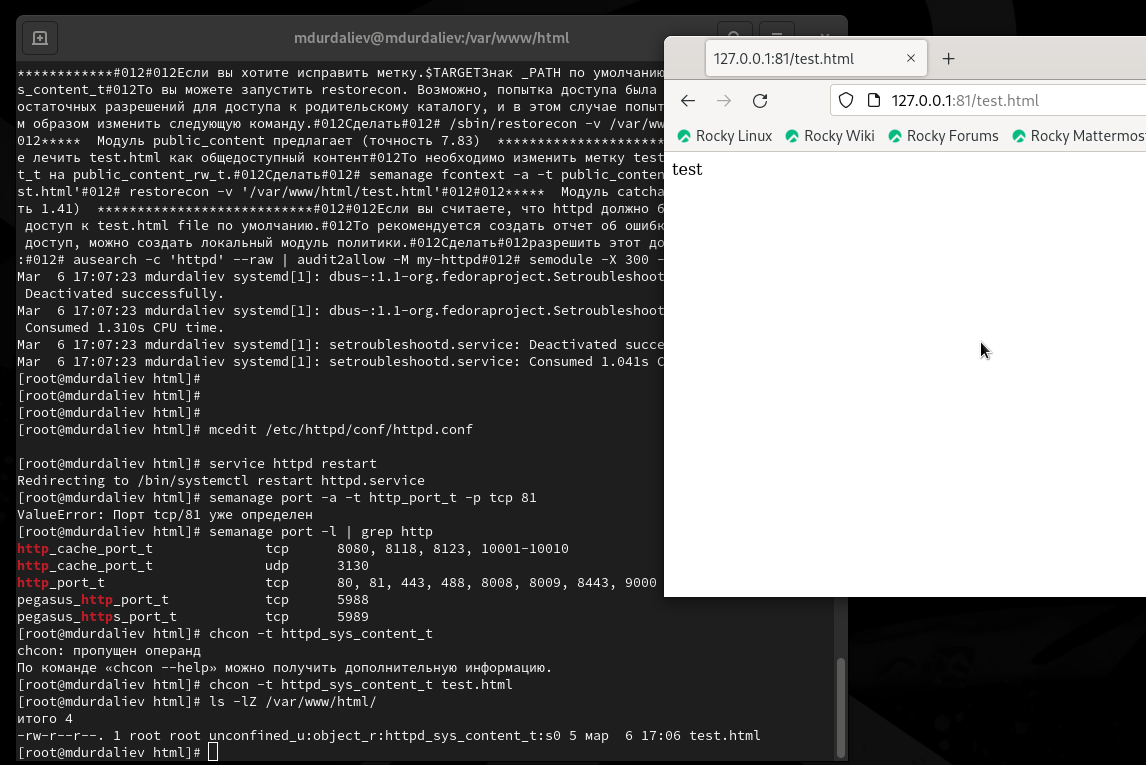 mdurdaliev@mdurdaliev:/var/www/html
************#012#012Если вы хотите исправить метку.$TARGETЗнак _PATH по умолчанию
s_content_t#012То вы можете запустить restorecon. Возможно, попытка доступа была
остаточных разрешений для доступа к родительскому каталогу, и в этом случае попыт
м образом изменить следующую команду.#012Сделать#012# /sbin/restorecon -v /var/ww
012*****  Модуль public_content предлагает (точность 7.83)  *********************
е лечить test.html как общедоступный контент#012То необходимо изменить метку test
t_t на public_content_rw_t.#012Сделать#012# semanage fcontext -a -t public_conten
st.html'#012# restorecon -v '/var/www/html/test.html'#012#012*****  Модуль catcha
ть 1.41)  ***************************#012#012Если вы считаете, что httpd должно б
доступ к test.html file по умолчанию.#012То рекомендуется создать отчет об ошибк
доступ, можно создать локальный модуль политики.#012Сделать#012разрешить этот до
:#012# ausearch -c 'httpd' --raw | audit2allow -M my-httpd#012# semodule -X 300 -
Mar  6 17:07:23 mdurdaliev systemd[1]: dbus-:1.1-org.fedoraproject.Setroubleshoot
Deactivated successfully.
Mar  6 17:07:23 mdurdaliev systemd[1]: dbus-:1.1-org.fedoraproject.Setroubleshoot
Consumed 1.310s CPU time.
Mar  6 17:07:23 mdurdaliev systemd[1]: setroubleshootd.service: Deactivated succe
Mar  6 17:07:23 mdurdaliev systemd[1]: setroubleshootd.service: Consumed 1.041s C
[root@mdurdaliev html]#
[root@mdurdaliev html]#
[root@mdurdaliev html]#
[root@mdurdaliev html]# mcedit /etc/httpd/conf/httpd.conf
[root@mdurdaliev html]# service httpd restart
Redirecting to /bin/systemctl restart httpd.service
[root@mdurdaliev html]# semanage port -a -t http_port_t -p tcp 81
ValueError: Порт tcp/81 уже определен
[root@mdurdaliev html]# semanage port -l | grep http
http_cache_port_t              tcp      8080, 8118, 8123, 10001-10010
http_cache_port_t              udp      3130
http_port_t                    tcp      80, 81, 443, 488, 8008, 8009, 8443, 9000
pegasus_http_port_t            tcp      5988
pegasus_https_port_t           tcp      5989
[root@mdurdaliev html]# chcon -t httpd_sys_content_t
chcon: пропущен операнд
По команде «chcon --help» можно получить дополнительную информацию.
[root@mdurdaliev html]# chcon -t httpd_sys_content_t test.html
[root@mdurdaliev html]# ls -lZ /var/www/html/
итого 4
-rw-r--r--. 1 root root unconfined_u:object_r:httpd_sys_content_t:s0 5 мар  6 17:06 test.html
[root@mdurdaliev html]#
127.0.0.1:81/test.html
127.0.0.1:81/test.html
Rocky Linux Rocky Wiki Rocky Forums Rocky Mattermos
test